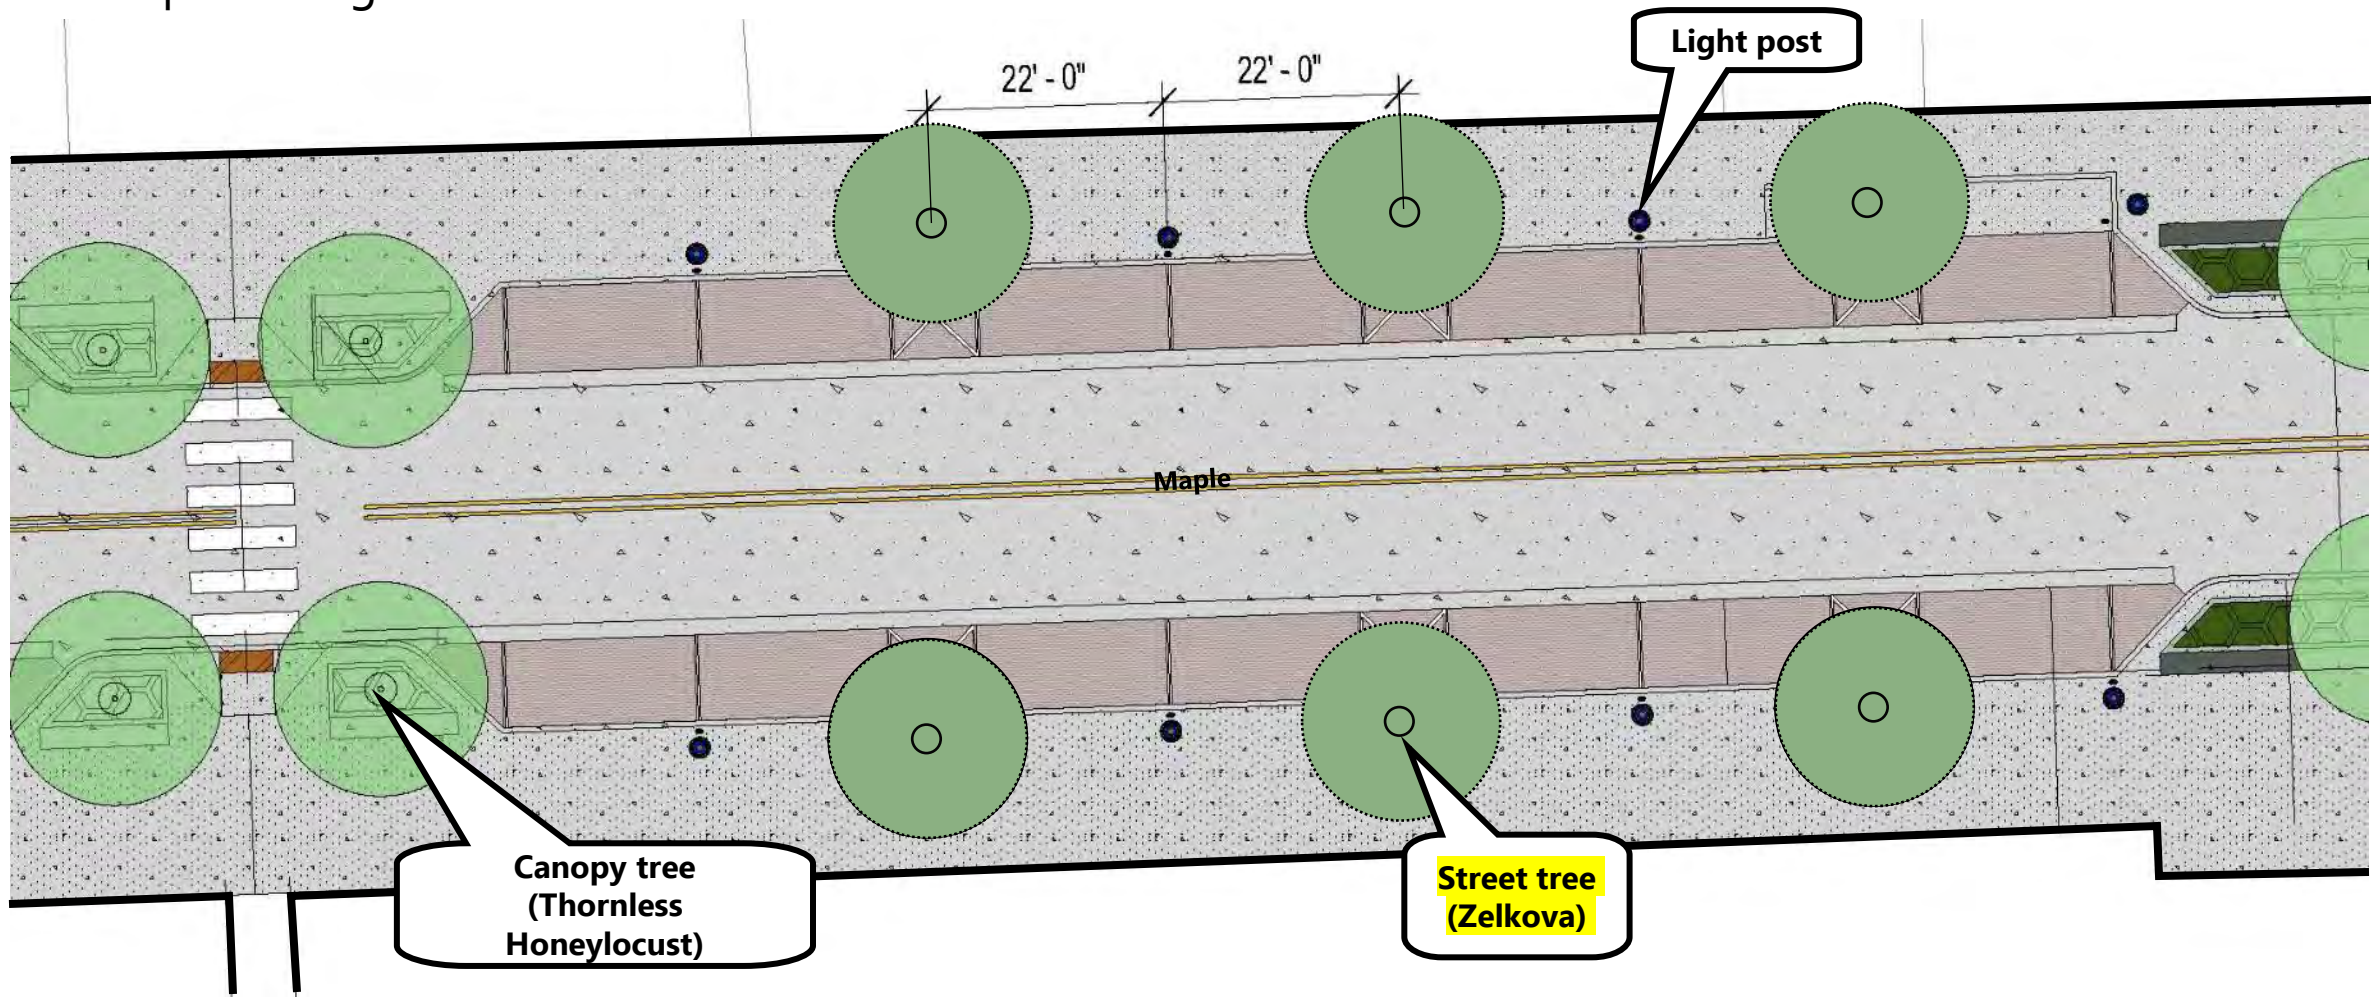 Light post
22' - 0"
22' - 0"
Maple
Canopy tree
(Thornless
Honeylocust)
Street tree
(Zelkova)